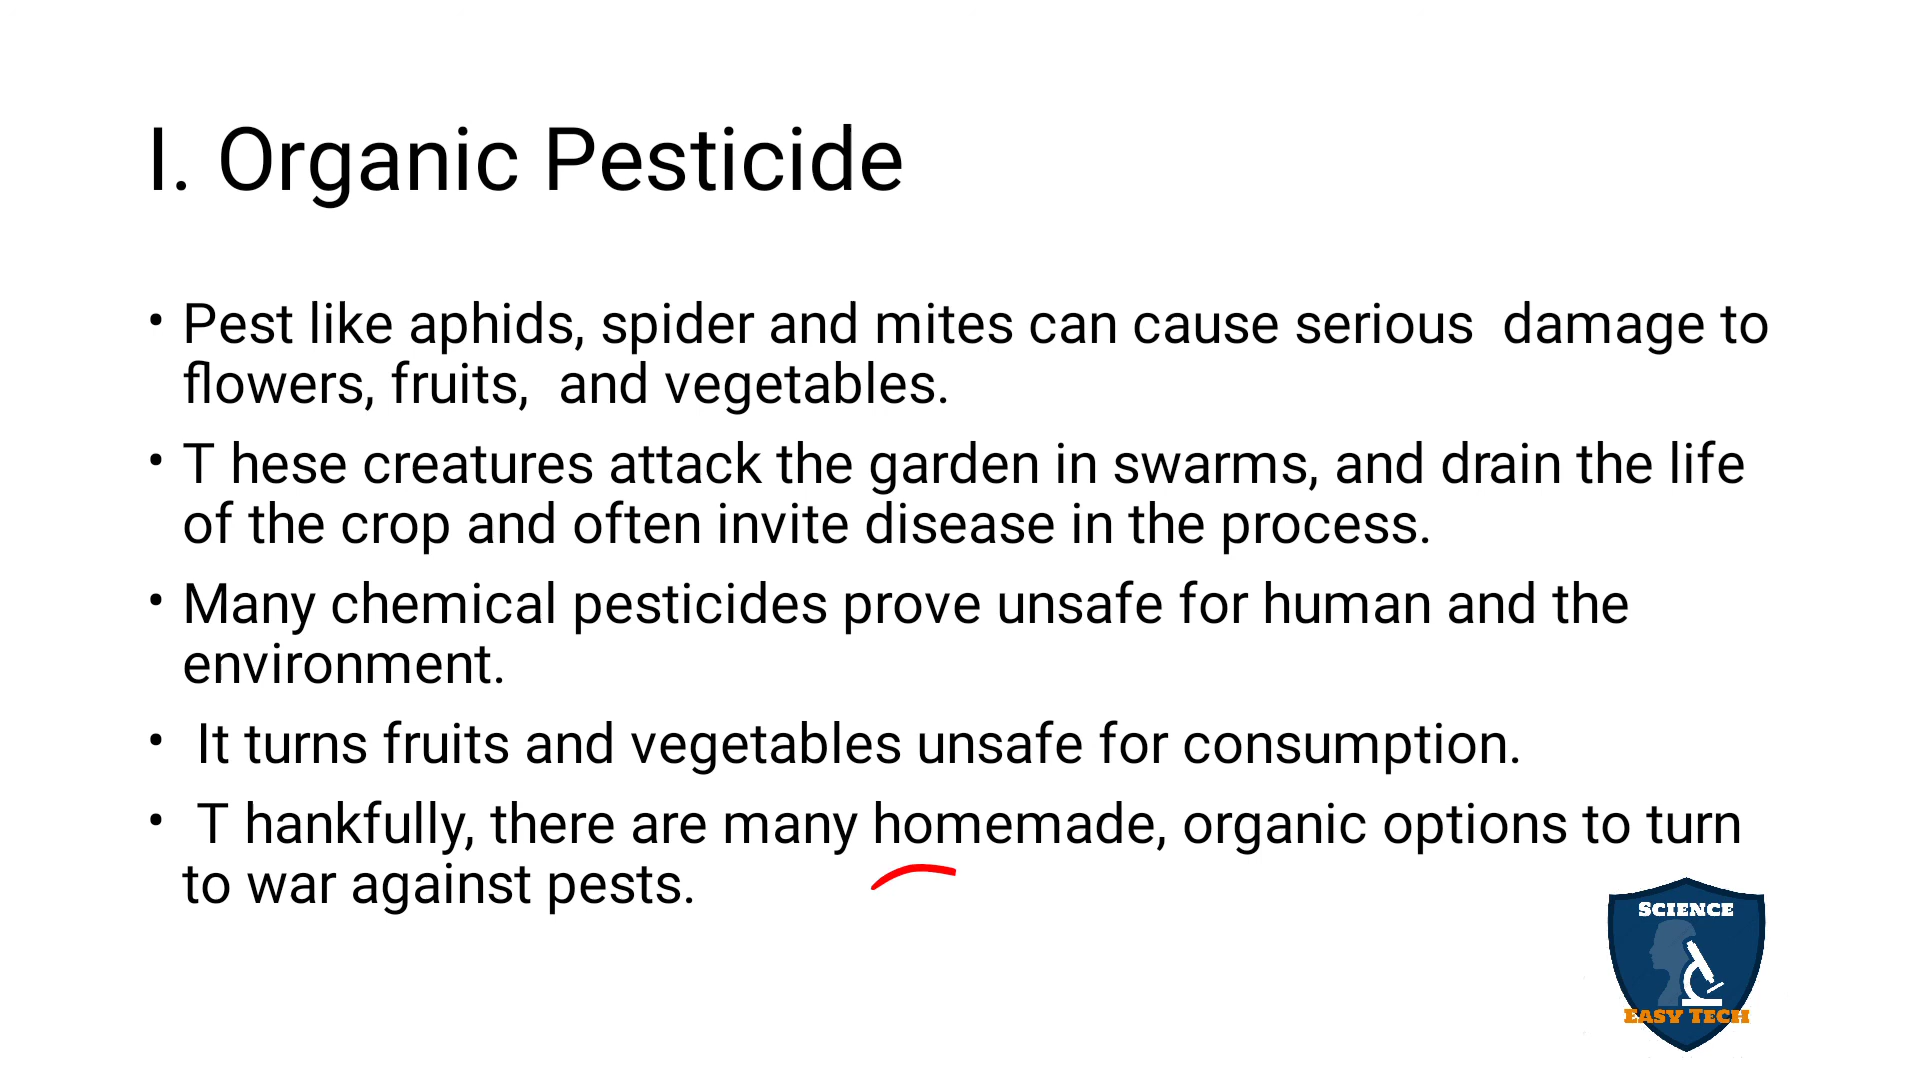 I. Organic Pesticide
• Pest like aphids, spider and mites can cause serious  damage to
flowers, fruits,  and vegetables.
• T hese creatures attack the garden in swarms, and drain the life
of the crop and often invite disease in the process.
• Many chemical pesticides prove unsafe for human and the
environment.
•  It turns fruits and vegetables unsafe for consumption.
•  T hankfully, there are many homemade, organic options to turn
to war against pests.
SCIENCE
EASY TECH